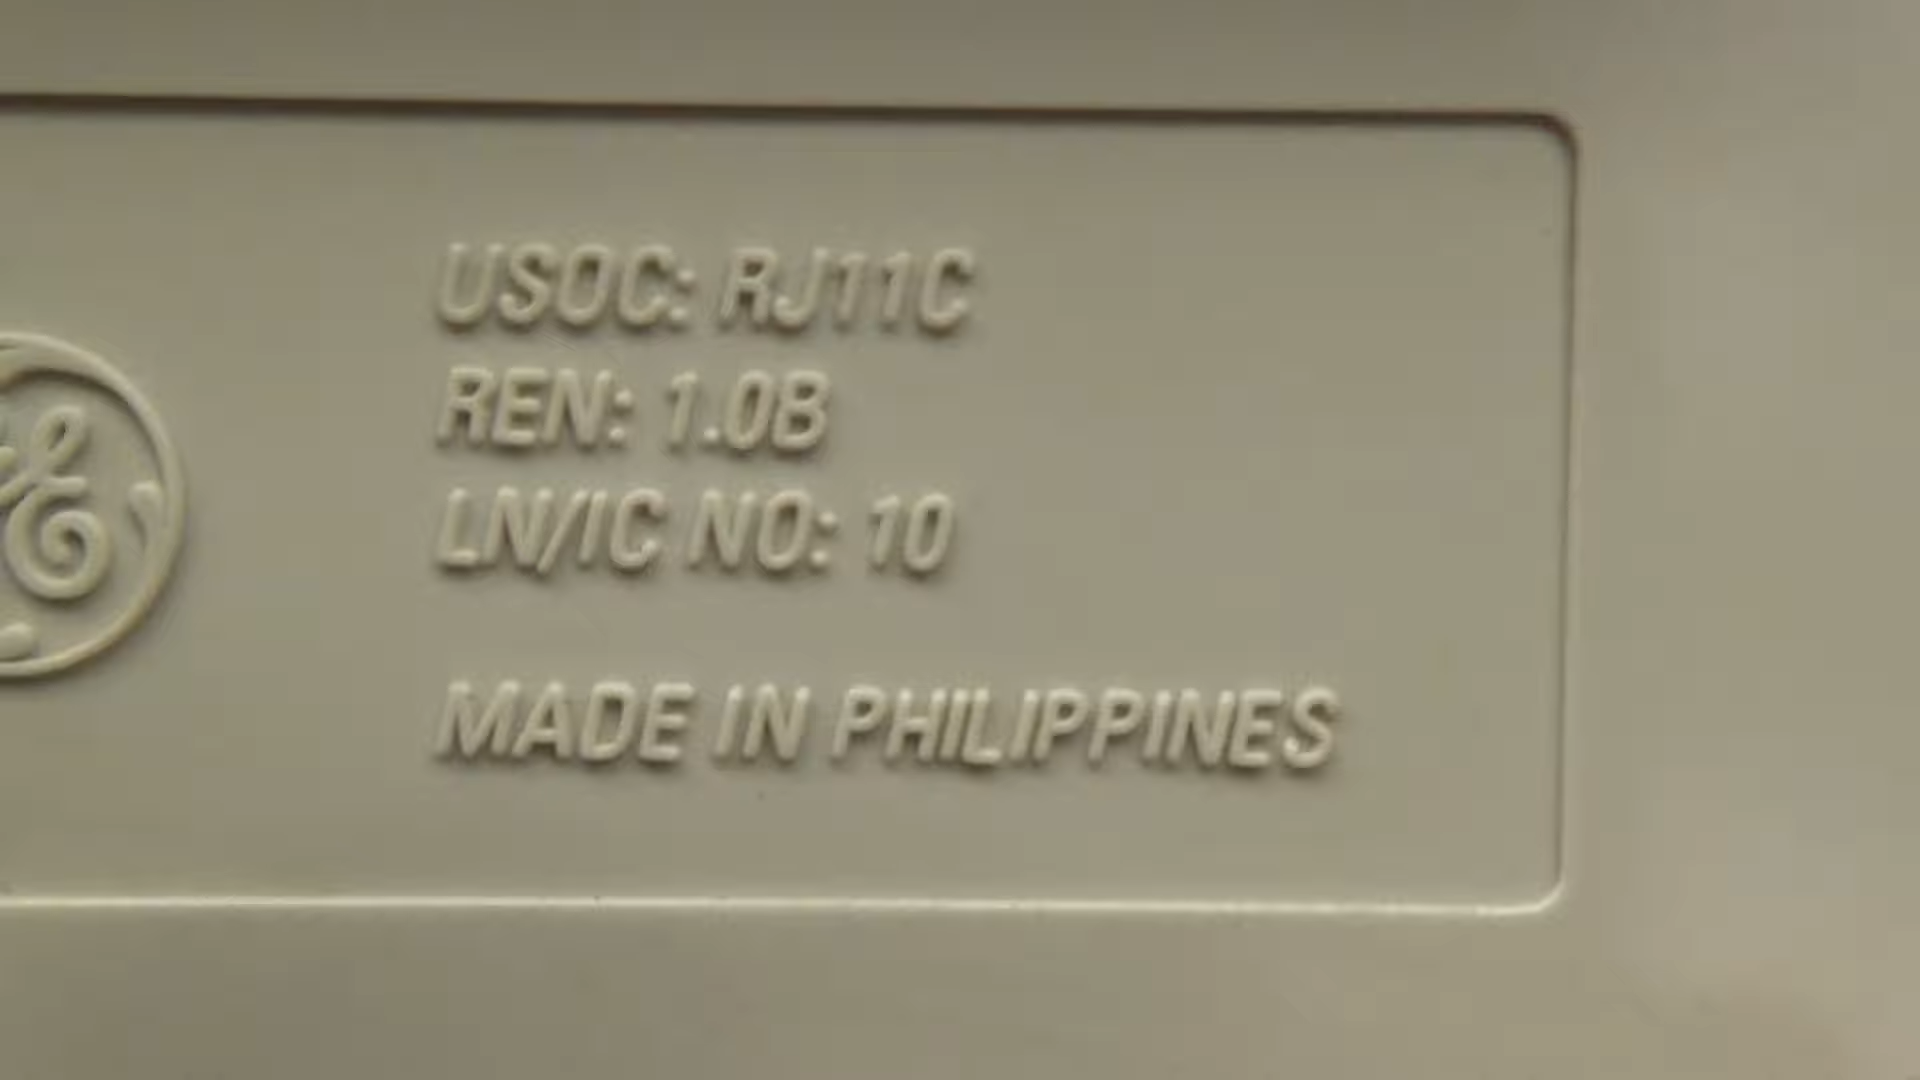 USOC: RJ11C
REN: 1.0B
LN/IC NO: 10
MADE IN PHILIPPINES